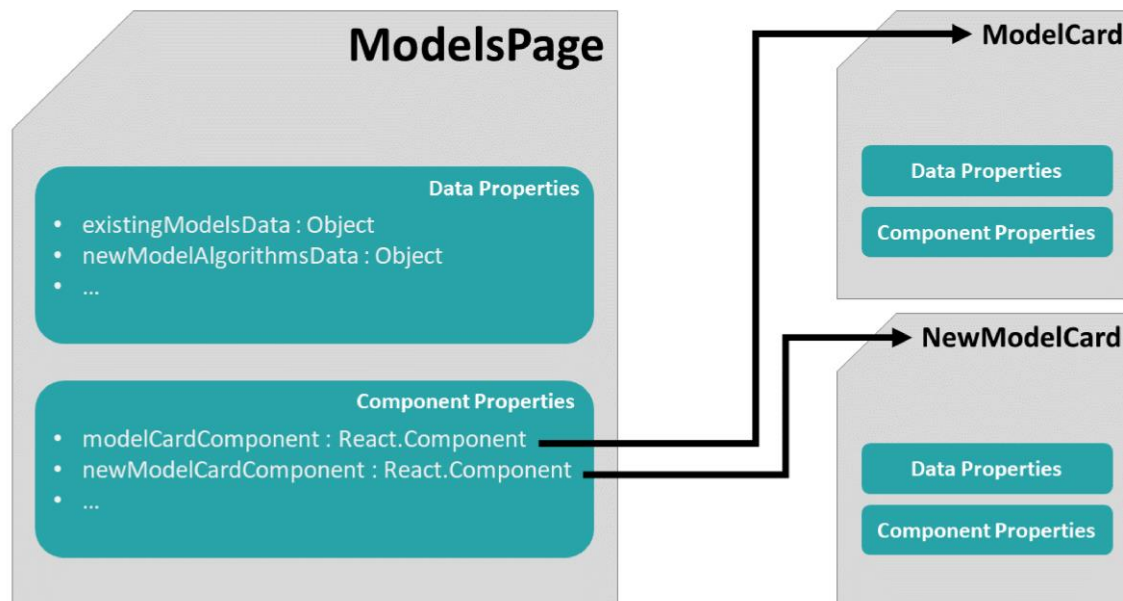 ModelsPage
Data Properties
• existingModelsData : Object
• newModelAlgorithmsData : Object
• ...
Component Properties
• modelCardComponent : React.Component
• newModelCardComponent : React.Component
• ...
ModelCard
Data Properties
Component Properties
NewModelCard
Data Properties
Component Properties